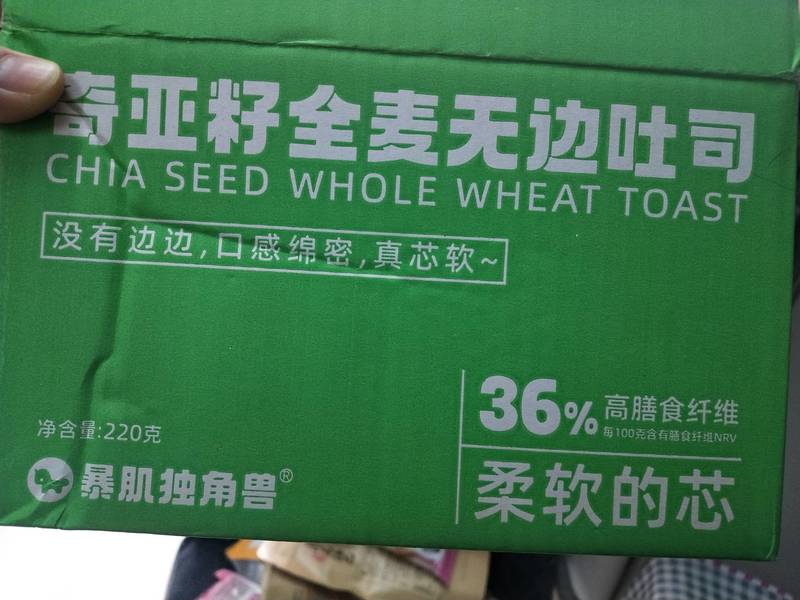 奇亚籽全麦无边吐司
CHIA SEED WHOLE WHEAT TOAST
没有边边,口感绵密,真芯软~
36% 高膳食纤维
每100克含有膳食纤维NRV
柔软的芯
净含量:220克
暴肌独角兽®